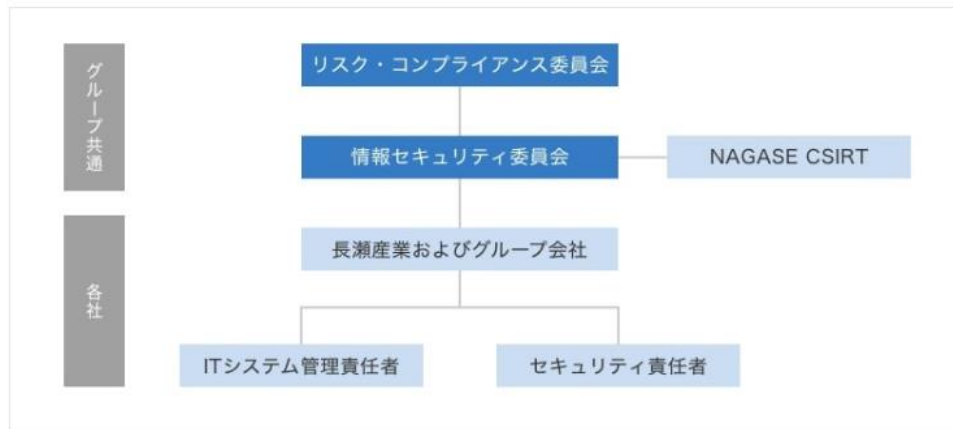 グループ共通
リスク・コンプライアンス委員会
情報セキュリティ委員会
NAGASE CSIRT
各社
長瀬産業およびグループ会社
ITシステム管理責任者
セキュリティ責任者